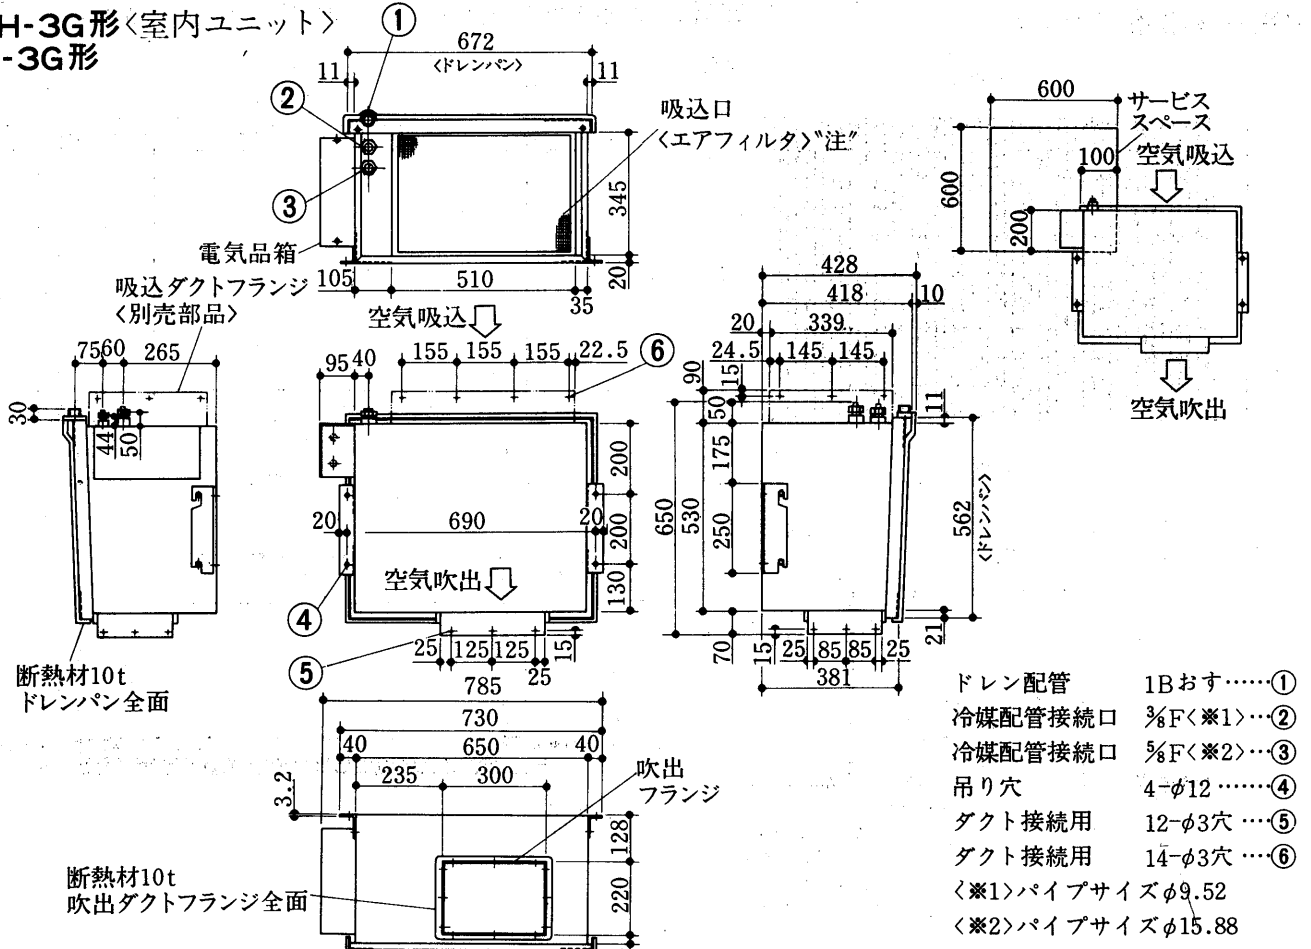 H-3G形〈室内ユニット〉
-3G形
①
672
〈ドレンパン〉
11
11
②
③
吸込口
〈エアフィルタ〉"注"
345
20
電気品箱
105
510
35
600
サービス
スペース
100
空気吸込
600
200
空気吹出
吸込ダクトフランジ
〈別売部品〉
75
60
265
30
44
50
断熱材10t
ドレンパン全面
空気吸込
95
40
155
155
155
22.5
⑥
200
20
690
20
200
空気吹出
130
④
⑤
25
125
125
25
15
428
418
10
20
339
24.5
145
145
90
15
50
11
175
650
530
250
562
〈ドレンパン〉
21
70
15
25
85
85
25
381
785
730
40
650
40
235
300
3.2
吹出
フランジ
128
220
断熱材10t
吹出ダクトフランジ全面
ドレン配管 1Bおす……①
冷媒配管接続口 3/8F〈※1〉…②
冷媒配管接続口 5/8F〈※2〉…③
吊り穴 4-φ12……④
ダクト接続用 12-φ3穴…⑤
ダクト接続用 14-φ3穴…⑥
〈※1〉パイプサイズφ9.52
〈※2〉パイプサイズφ15.88